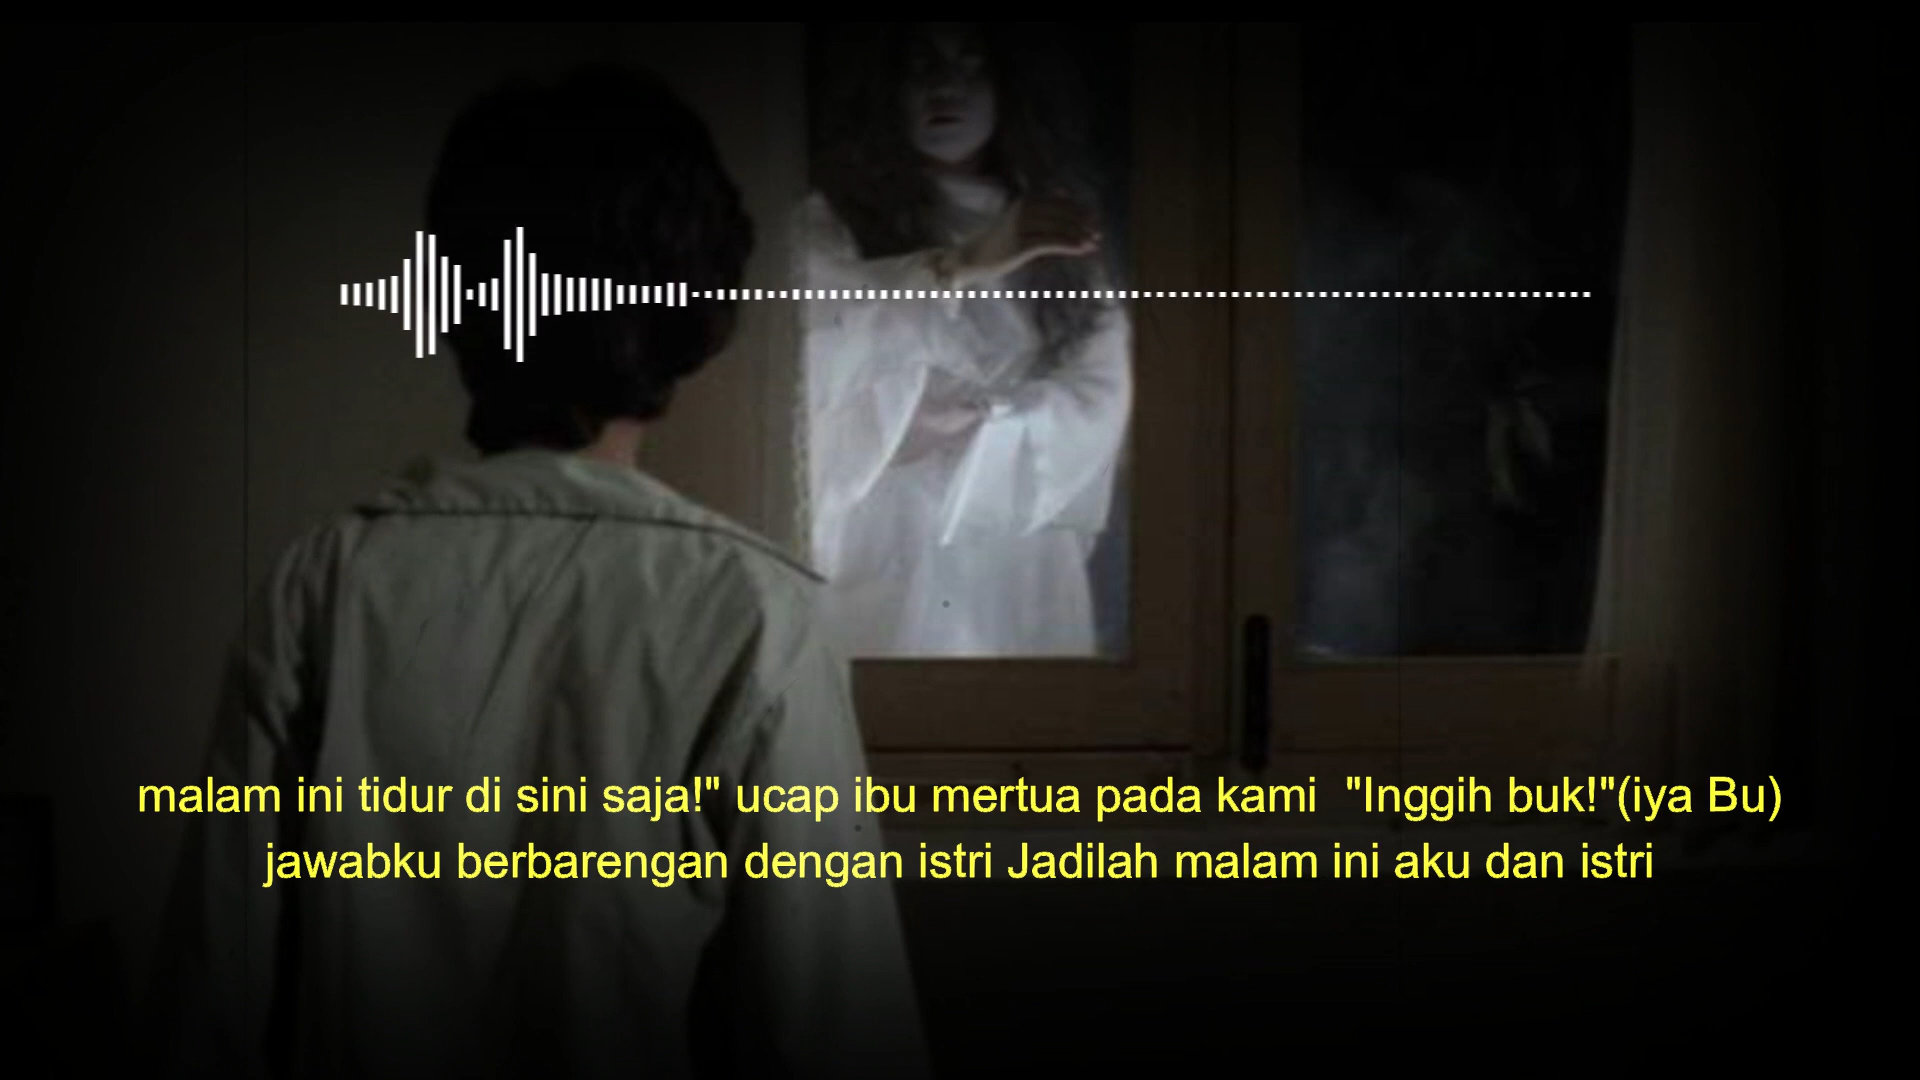 malam ini tidur di sini saja!" ucap ibu mertua pada kami  "Inggih buk!"(iya Bu)
jawabku berbarengan dengan istri Jadilah malam ini aku dan istri